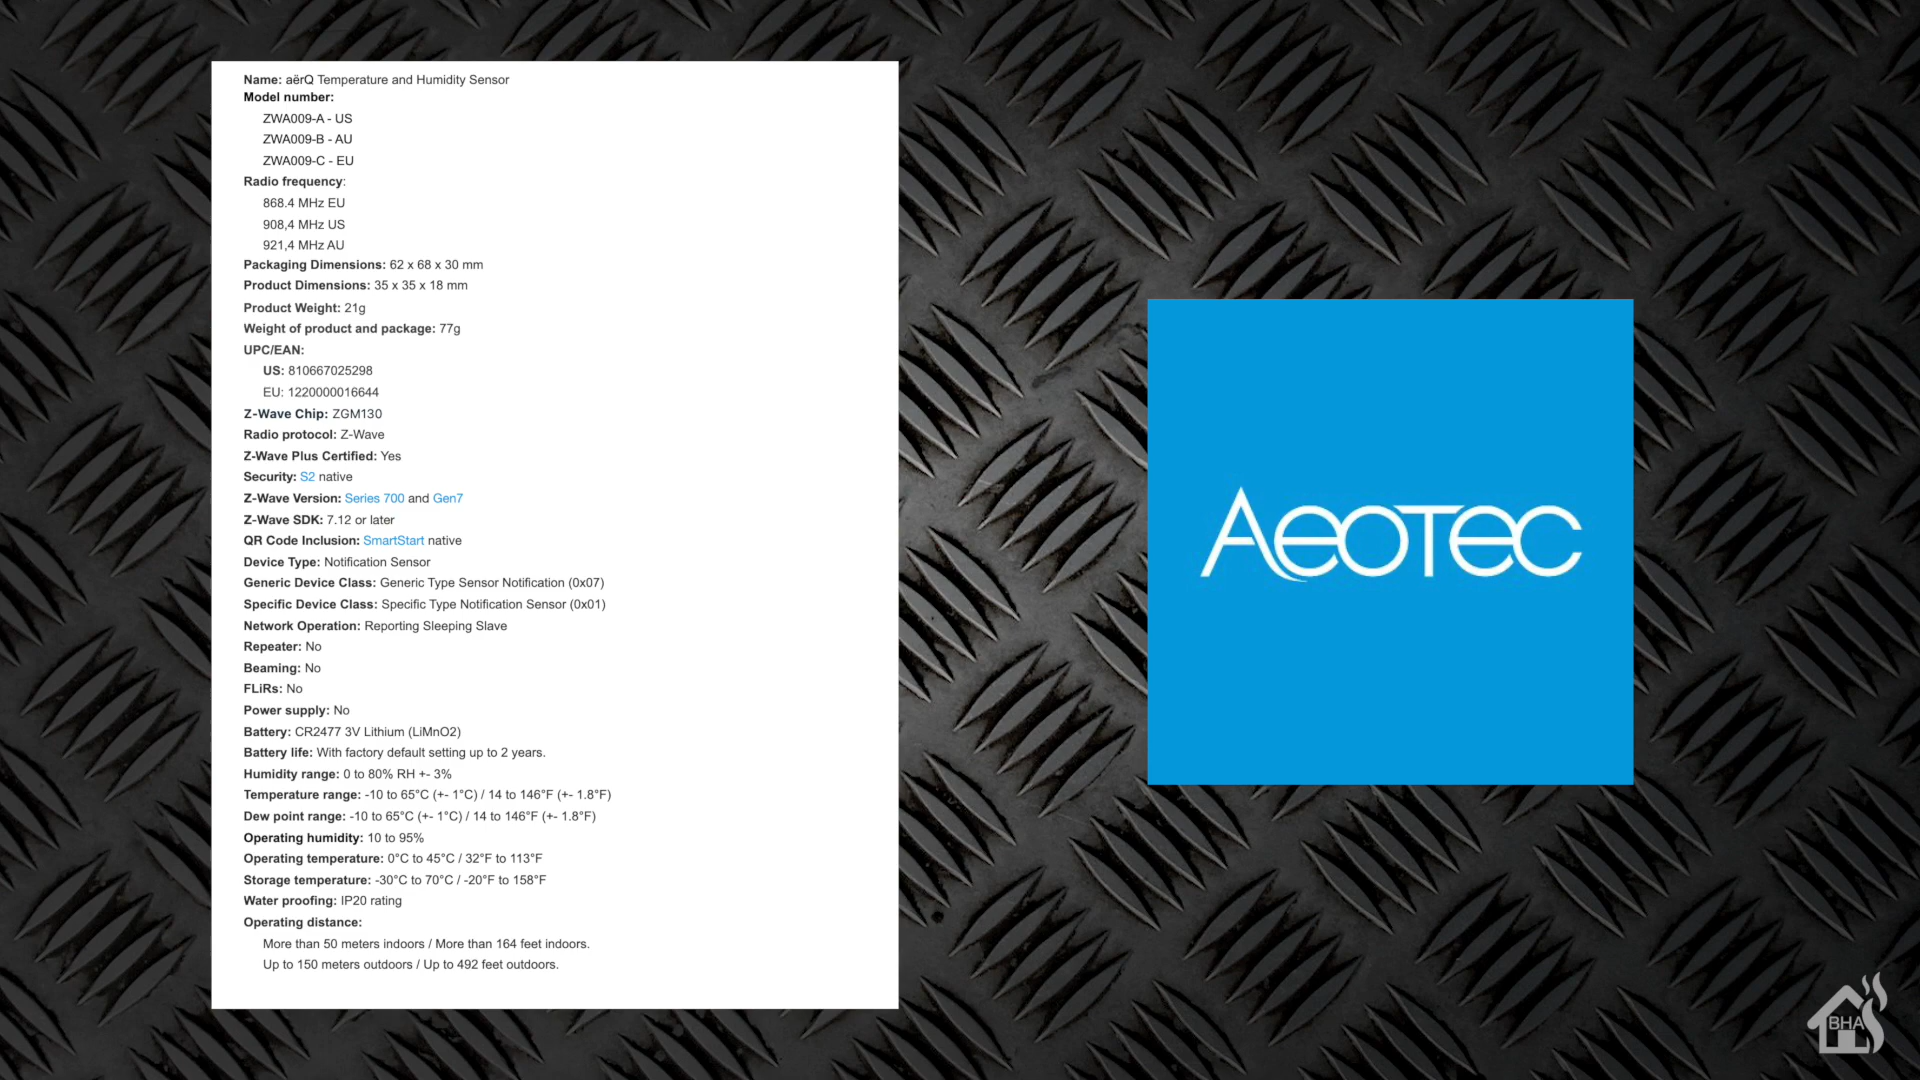 Name: aërQ Temperature and Humidity Sensor
Model number:
ZWA009-A - US
ZWA009-B - AU
ZWA009-C - EU
Radio frequency:
868.4 MHz EU
908,4 MHz US
921,4 MHz AU
Packaging Dimensions: 62 x 68 x 30 mm
Product Dimensions: 35 x 35 x 18 mm
Product Weight: 21g
Weight of product and package: 77g
UPC/EAN:
US: 810667025298
EU: 1220000016644
Z-Wave Chip: ZGM130
Radio protocol: Z-Wave
Z-Wave Plus Certified: Yes
Security: S2 native
Z-Wave Version: Series 700 and Gen7
Z-Wave SDK: 7.12 or later
QR Code Inclusion: SmartStart native
Device Type: Notification Sensor
Generic Device Class: Generic Type Sensor Notification (0x07)
Specific Device Class: Specific Type Notification Sensor (0x01)
Network Operation: Reporting Sleeping Slave
Repeater: No
Beaming: No
FLiRs: No
Power supply: No
Battery: CR2477 3V Lithium (LiMnO2)
Battery life: With factory default setting up to 2 years.
Humidity range: 0 to 80% RH +- 3%
Temperature range: -10 to 65°C (+- 1°C) / 14 to 146°F (+- 1.8°F)
Dew point range: -10 to 65°C (+- 1°C) / 14 to 146°F (+- 1.8°F)
Operating humidity: 10 to 95%
Operating temperature: 0°C to 45°C / 32°F to 113°F
Storage temperature: -30°C to 70°C / -20°F to 158°F
Water proofing: IP20 rating
Operating distance:
More than 50 meters indoors / More than 164 feet indoors.
Up to 150 meters outdoors / Up to 492 feet outdoors.
AEOTEC
BHA